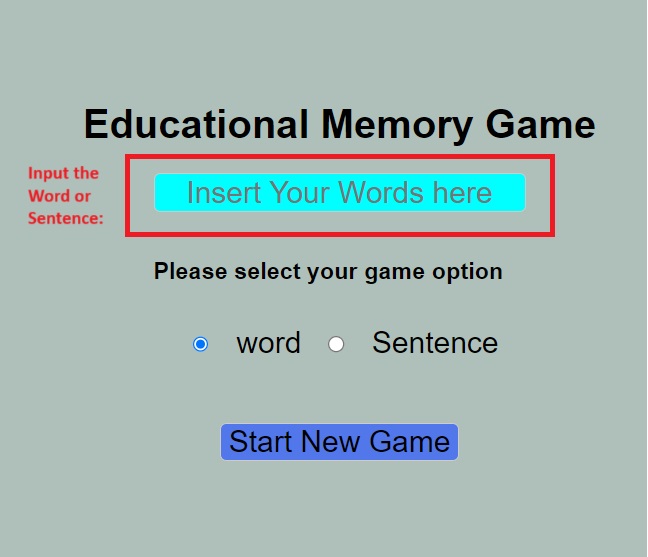 Educational Memory Game
Input the
Word or
Sentence:
Insert Your Words here
Please select your game option
word Sentence
Start New Game